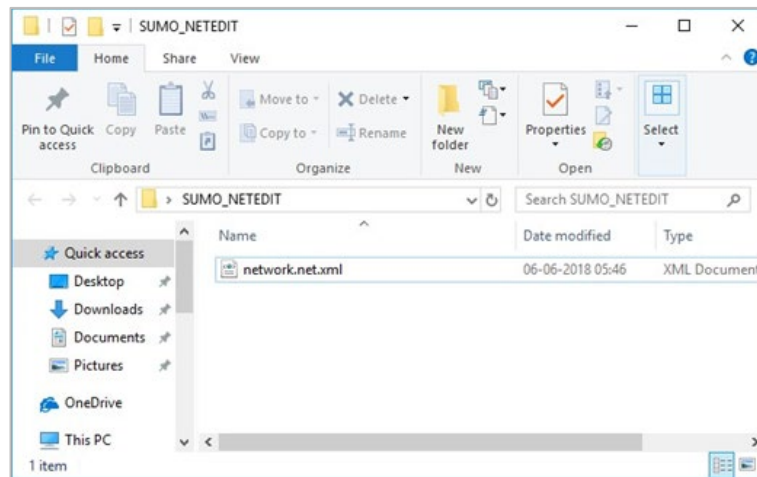 SUMO_NETEDIT
File Home Share View
Pin to Quick access
Copy
Paste
Move to
Copy to
Delete
Rename
New folder
Properties
Select
Clipboard Organize New Open
SUMO_NETEDIT
Search SUMO_NETEDIT
Name Date modified Type
Quick access
network.net.xml 06-06-2018 05:46 XML Document
Desktop
Downloads
Documents
Pictures
OneDrive
This PC
1 item